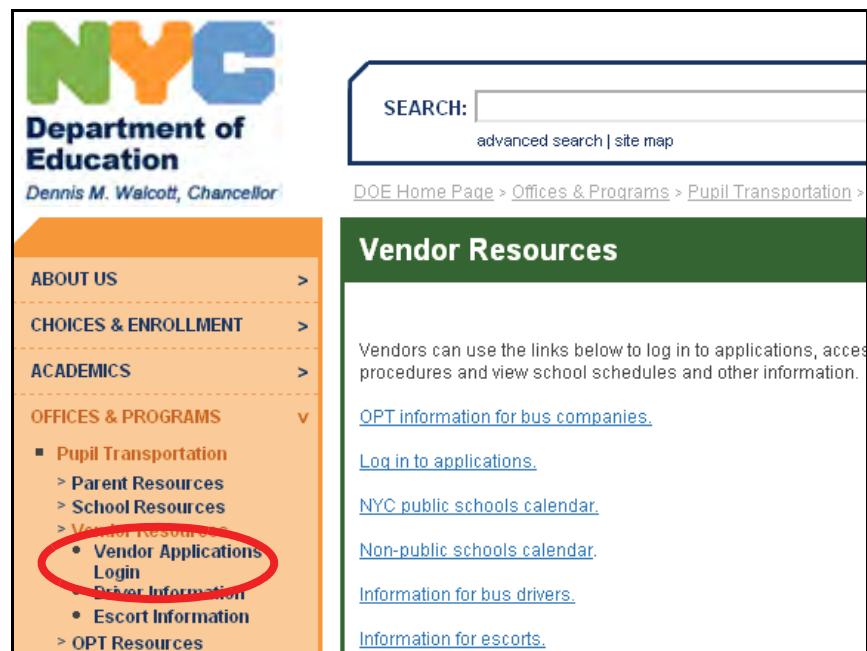 NYC
Department of
Education
Dennis M. Walcott, Chancellor
SEARCH:
advanced search | site map
DOE Home Page > Offices & Programs > Pupil Transportation >
Vendor Resources
ABOUT US >
CHOICES & ENROLLMENT >
ACADEMICS >
OFFICES & PROGRAMS v
Pupil Transportation
> Parent Resources
> School Resources
> Vendor Resources
• Vendor Applications
Login
• Driver Information
• Escort Information
> OPT Resources
Vendors can use the links below to log in to applications, acces
procedures and view school schedules and other information.
OPT information for bus companies.
Log in to applications.
NYC public schools calendar.
Non-public schools calendar.
Information for bus drivers.
Information for escorts.